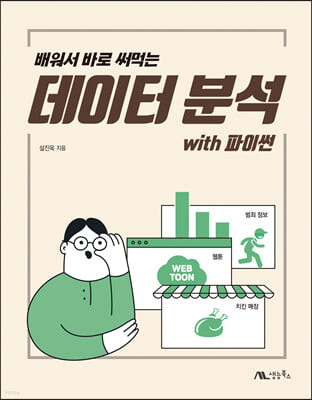 배워서 바로 써먹는
데이터 분석
with 파이썬
설진욱 지음
범죄 정보
웹툰
WEB
TOON
치킨 매장
생능북스